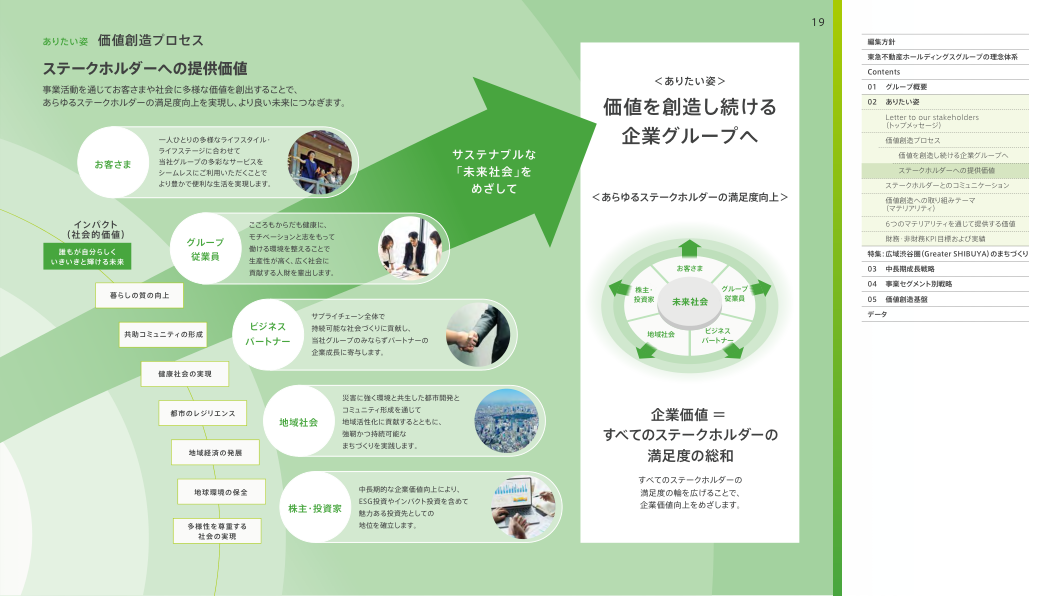 19
ありたい姿 価値創造プロセス
ステークホルダーへの提供価値
事業活動を通じてお客さまや社会に多様な価値を創出することで、
あらゆるステークホルダーの満足度向上を実現し、より良い未来につなぎます。
お客さま
一人ひとりの多様なライフスタイル・
ライフステージに合わせて
当社グループの多彩なサービスを
シームレスにご利用いただくことで
より豊かで便利な生活を実現します。
グループ
従業員
こころもからだも健康に、
モチベーションと志をもって
働ける環境を整えることで
生産性が高く、広く社会に
貢献する人財を輩出します。
ビジネス
パートナー
サプライチェーン全体で
持続可能な社会づくりに貢献し、
当社グループのみならずパートナーの
企業成長に寄与します。
地域社会
災害に強く環境と共生した都市開発と
コミュニティ形成を通じて
地域活性化に貢献するとともに、
強靭かつ持続可能な
まちづくりを実践します。
株主・投資家
中長期的な企業価値向上により、
ESG投資やインパクト投資を含めて
魅力ある投資先としての
地位を確立します。
インパクト
（社会的価値）
誰もが自分らしく
いきいきと輝ける未来
暮らしの質の向上
共助コミュニティの形成
健康社会の実現
都市のレジリエンス
地域経済の発展
地球環境の保全
多様性を尊重する
社会の実現
サステナブルな
「未来社会」を
めざして
＜ありたい姿＞
価値を創造し続ける
企業グループへ
＜あらゆるステークホルダーの満足度向上＞
お客さま
株主・
投資家
グループ
従業員
未来社会
地域社会
ビジネス
パートナー
企業価値 ＝
すべてのステークホルダーの
満足度の総和
すべてのステークホルダーの
満足度の輪を広げることで、
企業価値向上をめざします。
編集方針
東急不動産ホールディングスグループの理念体系
Contents
01 グループ概要
02 ありたい姿
Letter to our stakeholders
（トップメッセージ）
価値創造プロセス
価値を創造し続ける企業グループへ
ステークホルダーへの提供価値
ステークホルダーとのコミュニケーション
価値創造への取り組みテーマ
（マテリアリティ）
6つのマテリアリティを通じて提供する価値
財務・非財務KPI目標および実績
特集：広域渋谷圏（Greater SHIBUYA）のまちづくり
03 中長期成長戦略
04 事業セグメント別戦略
05 価値創造基盤
データ